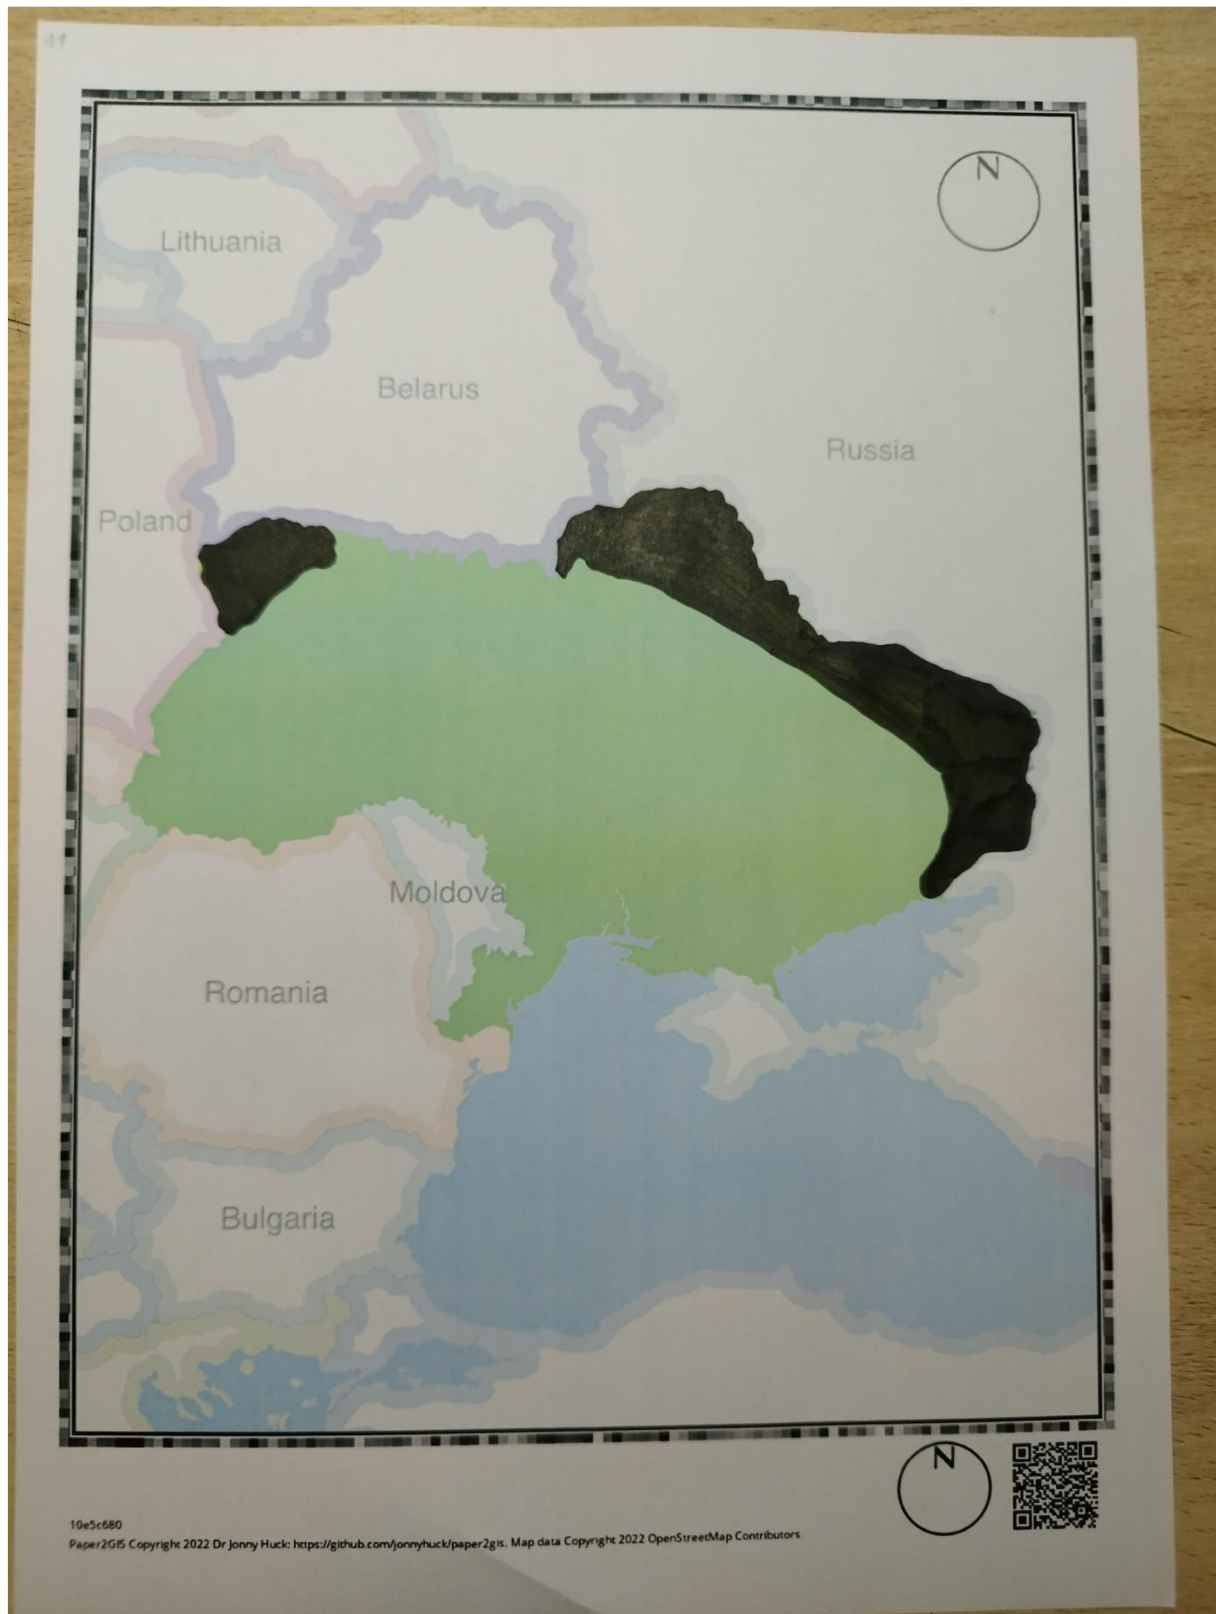 11
N
Lithuania
Belarus
Russia
Poland
Moldova
Romania
Bulgaria
N
10e5c680
Paper2GIS Copyright 2022 Dr Jonny Huck: https://github.com/jonnyhuck/paper2gis. Map data Copyright 2022 OpenStreetMap Contributors